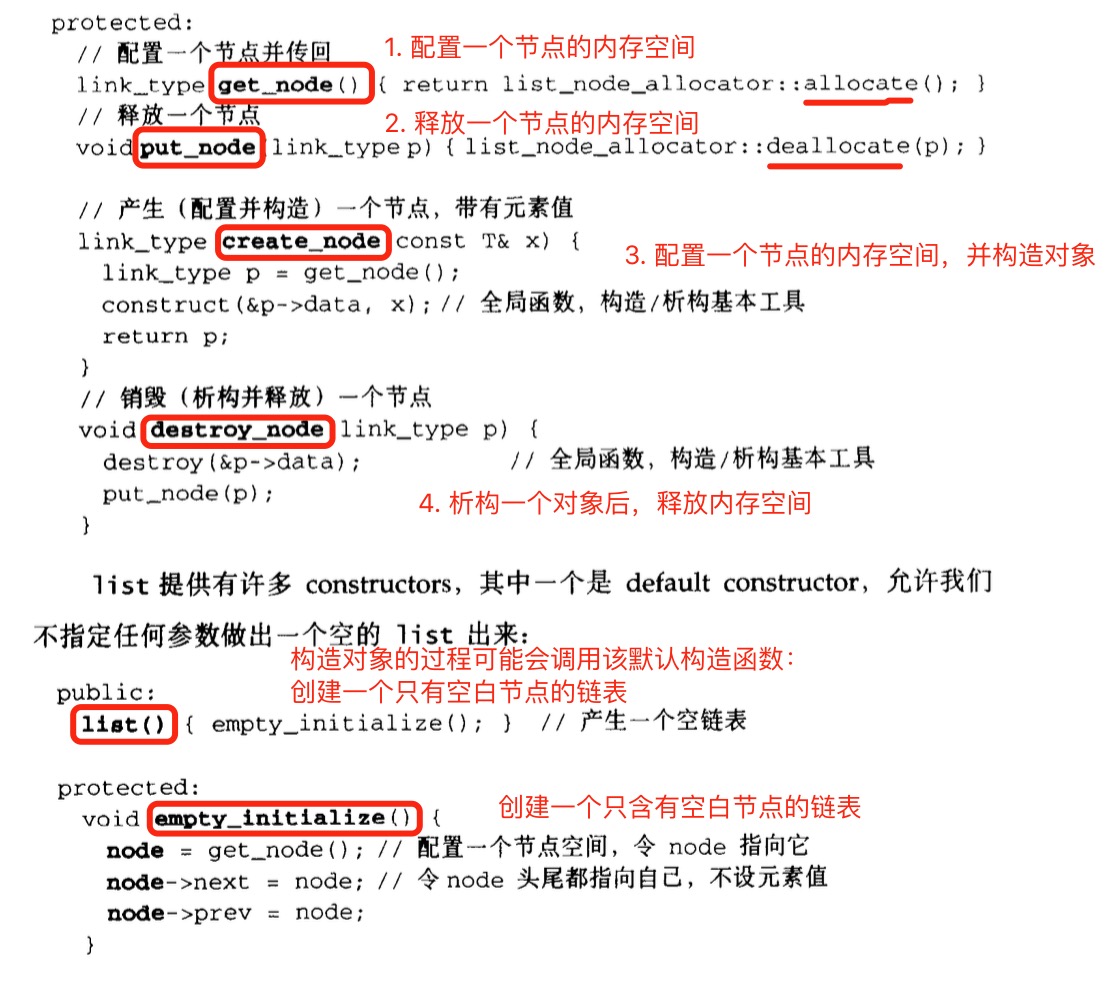 protected:
// 配置一个节点并传回
1. 配置一个节点的内存空间
link_type get_node() { return list_node_allocator::allocate(); }
// 释放一个节点
2. 释放一个节点的内存空间
void put_node link_type p) { list_node_allocator::deallocate(p); }
// 产生（配置并构造）一个节点，带有元素值
link_type create_node const T& x) {
3. 配置一个节点的内存空间，并构造对象
link_type p = get_node();
construct(&p->data, x); // 全局函数，构造/析构基本工具
return p;
}
// 销毁（析构并释放）一个节点
void destroy_node link_type p) {
destroy(&p->data); // 全局函数，构造/析构基本工具
put_node(p);
4. 析构一个对象后，释放内存空间
}
list 提供有许多 constructors，其中一个是 default constructor，允许我们
不指定任何参数做出一个空的 list 出来：
构造对象的过程可能会调用该默认构造函数：
创建一个只有空白节点的链表
public:
list() { empty_initialize(); } // 产生一个空链表
protected:
void empty_initialize() {
创建一个只含有空白节点的链表
node = get_node(); // 配置一个节点空间，令 node 指向它
node->next = node; // 令 node 头尾都指向自己，不设元素值
node->prev = node;
}